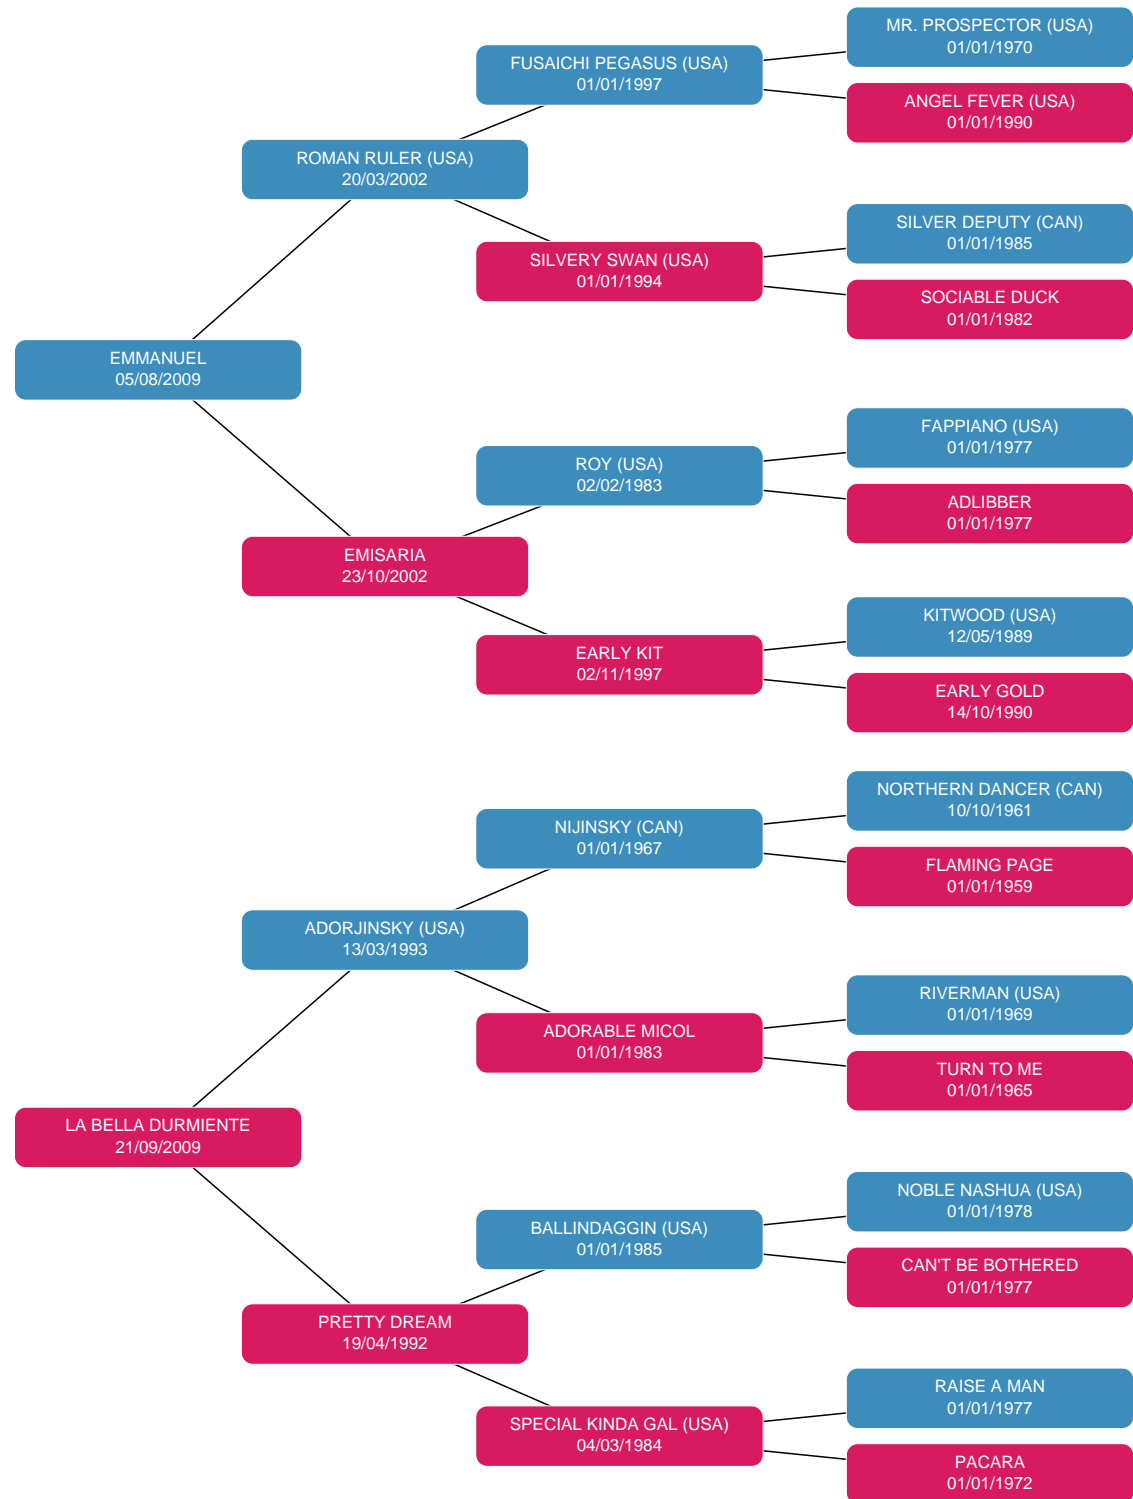 MR. PROSPECTOR (USA)
01/01/1970
FUSAICHI PEGASUS (USA)
01/01/1997
ANGEL FEVER (USA)
01/01/1990
ROMAN RULER (USA)
20/03/2002
SILVER DEPUTY (CAN)
01/01/1985
SILVERY SWAN (USA)
01/01/1994
SOCIABLE DUCK
01/01/1982
EMMANUEL
05/08/2009
FAPPIANO (USA)
01/01/1977
ROY (USA)
02/02/1983
ADLIBBER
01/01/1977
EMISARIA
23/10/2002
KITWOOD (USA)
12/05/1989
EARLY KIT
02/11/1997
EARLY GOLD
14/10/1990
NORTHERN DANCER (CAN)
10/10/1961
NIJINSKY (CAN)
01/01/1967
FLAMING PAGE
01/01/1959
ADORJINSKY (USA)
13/03/1993
RIVERMAN (USA)
01/01/1969
ADORABLE MICOL
01/01/1983
TURN TO ME
01/01/1965
LA BELLA DURMIENTE
21/09/2009
NOBLE NASHUA (USA)
01/01/1978
BALLINDAGGIN (USA)
01/01/1985
CAN'T BE BOTHERED
01/01/1977
PRETTY DREAM
19/04/1992
RAISE A MAN
01/01/1977
SPECIAL KINDA GAL (USA)
04/03/1984
PACARA
01/01/1972